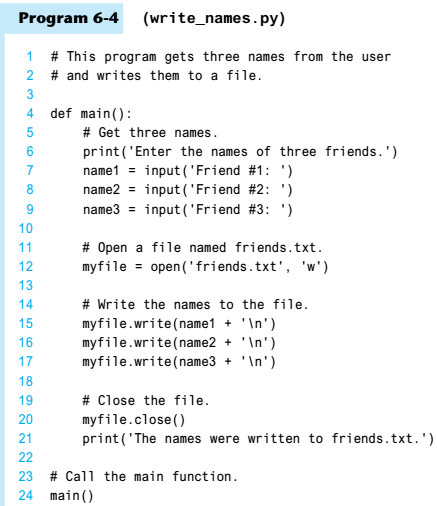 Program 6-4 (write_names.py)
1 # This program gets three names from the user
2 # and writes them to a file.
3
4 def main():
5     # Get three names.
6     print('Enter the names of three friends.')
7     name1 = input('Friend #1: ')
8     name2 = input('Friend #2: ')
9     name3 = input('Friend #3: ')
10
11     # Open a file named friends.txt.
12     myfile = open('friends.txt', 'w')
13
14     # Write the names to the file.
15     myfile.write(name1 + '\n')
16     myfile.write(name2 + '\n')
17     myfile.write(name3 + '\n')
18
19     # Close the file.
20     myfile.close()
21     print('The names were written to friends.txt.')
22
23 # Call the main function.
24 main()